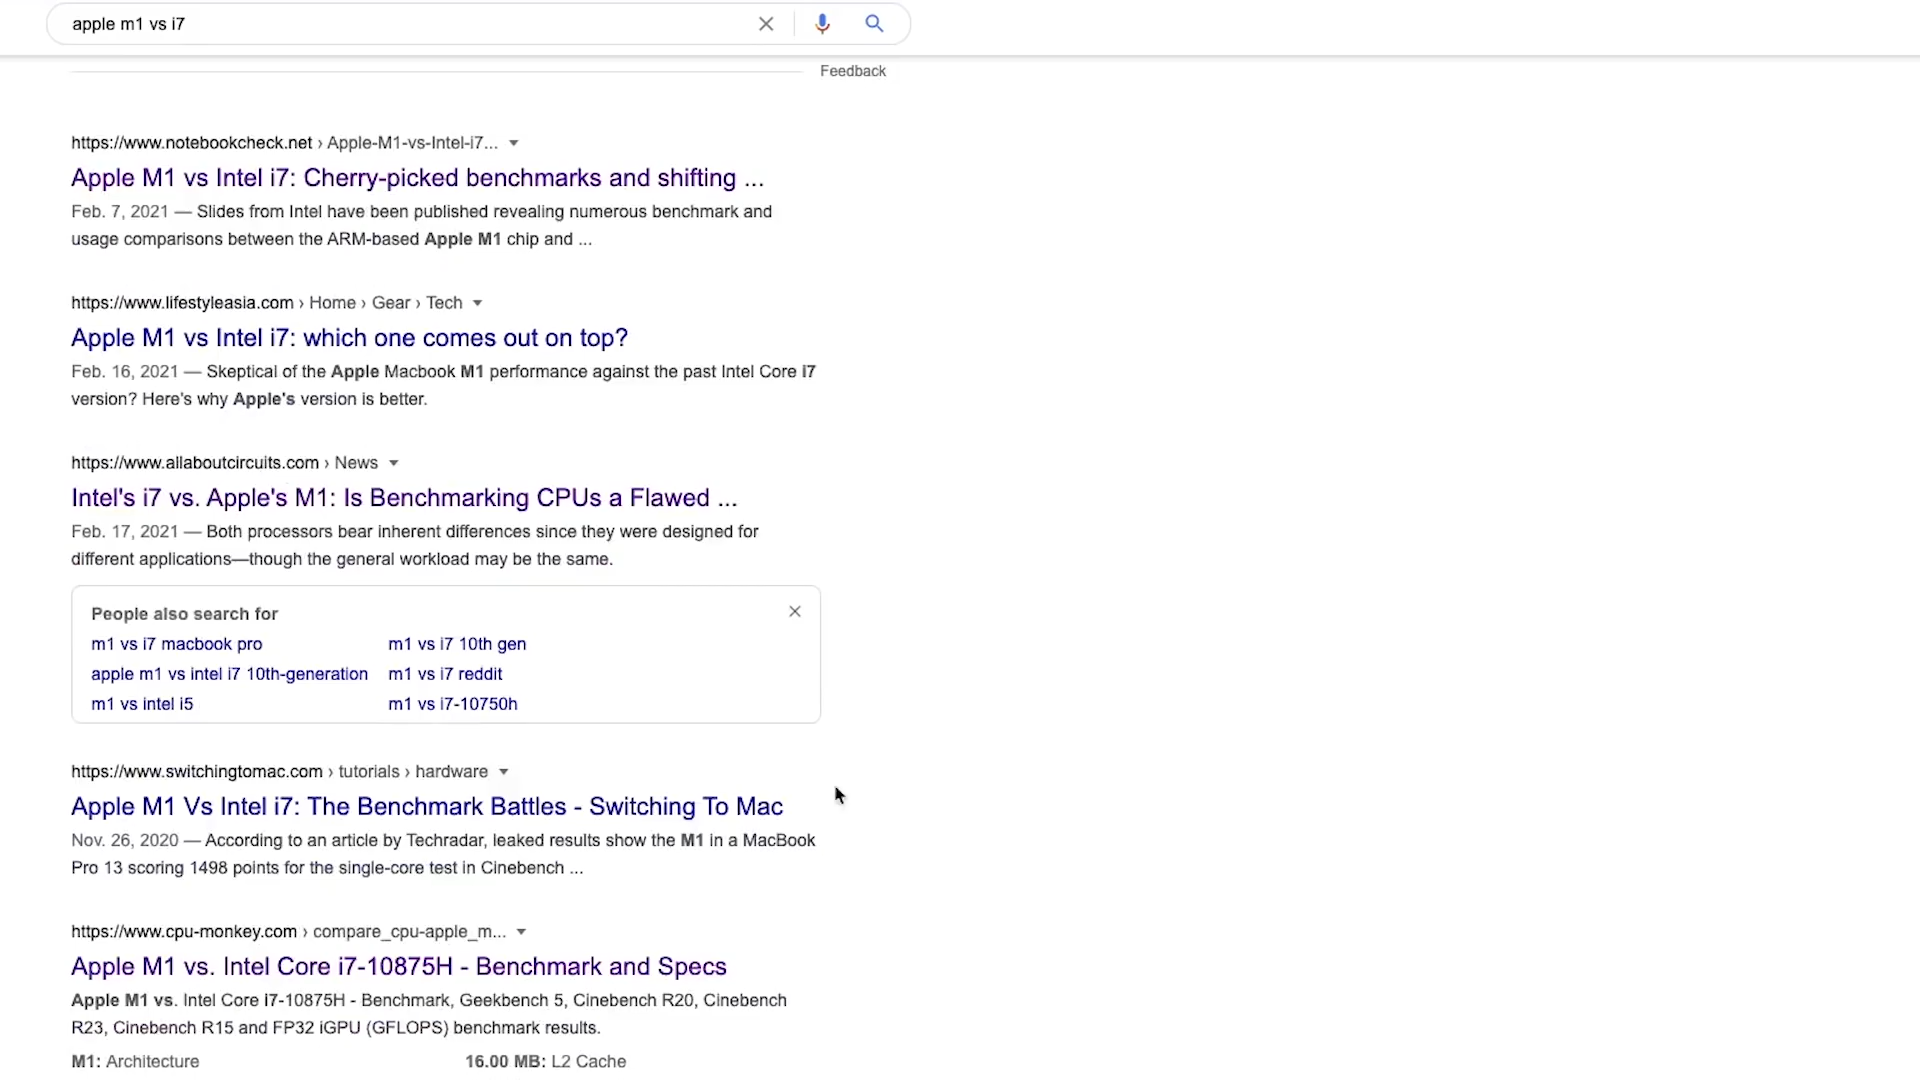 apple m1 vs i7
Feedback
https://www.notebookcheck.net › Apple-M1-vs-Intel-i7...
Apple M1 vs Intel i7: Cherry-picked benchmarks and shifting ...
Feb. 7, 2021 — Slides from Intel have been published revealing numerous benchmark and
usage comparisons between the ARM-based Apple M1 chip and ...
https://www.lifestyleasia.com › Home › Gear › Tech
Apple M1 vs Intel i7: which one comes out on top?
Feb. 16, 2021 — Skeptical of the Apple Macbook M1 performance against the past Intel Core i7
version? Here's why Apple's version is better.
https://www.allaboutcircuits.com › News
Intel's i7 vs. Apple's M1: Is Benchmarking CPUs a Flawed ...
Feb. 17, 2021 — Both processors bear inherent differences since they were designed for
different applications—though the general workload may be the same.
People also search for
m1 vs i7 macbook pro
m1 vs i7 10th gen
apple m1 vs intel i7 10th-generation
m1 vs i7 reddit
m1 vs intel i5
m1 vs i7-10750h
https://www.switchingtomac.com › tutorials › hardware
Apple M1 Vs Intel i7: The Benchmark Battles - Switching To Mac
Nov. 26, 2020 — According to an article by Techradar, leaked results show the M1 in a MacBook
Pro 13 scoring 1498 points for the single-core test in Cinebench ...
https://www.cpu-monkey.com › compare_cpu-apple_m...
Apple M1 vs. Intel Core i7-10875H - Benchmark and Specs
Apple M1 vs. Intel Core i7-10875H - Benchmark, Geekbench 5, Cinebench R20, Cinebench
R23, Cinebench R15 and FP32 iGPU (GFLOPS) benchmark results.
M1: Architecture
16.00 MB: L2 Cache